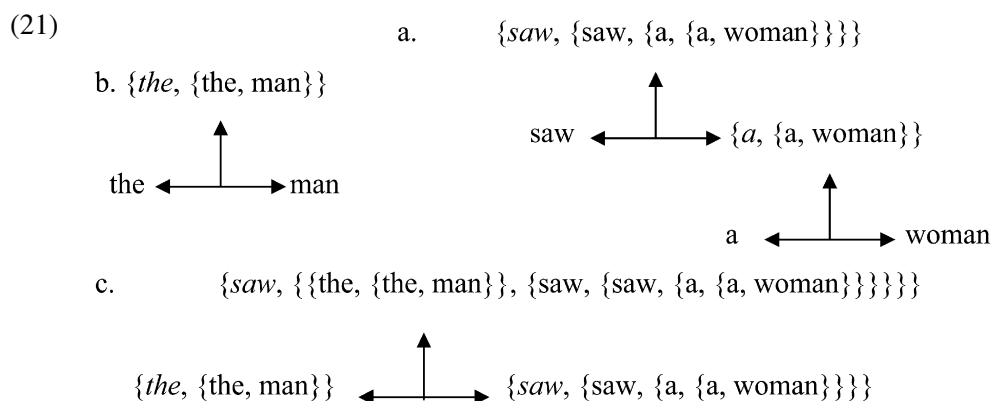 (21)
a. {saw, {saw, {a, {a, woman}}}}
b. {the, {the, man}}
saw {a, {a, woman}}
the man
a woman
c. {saw, {{the, {the, man}}, {saw, {saw, {a, {a, woman}}}}}}
{the, {the, man}} {saw, {saw, {a, {a, woman}}}}